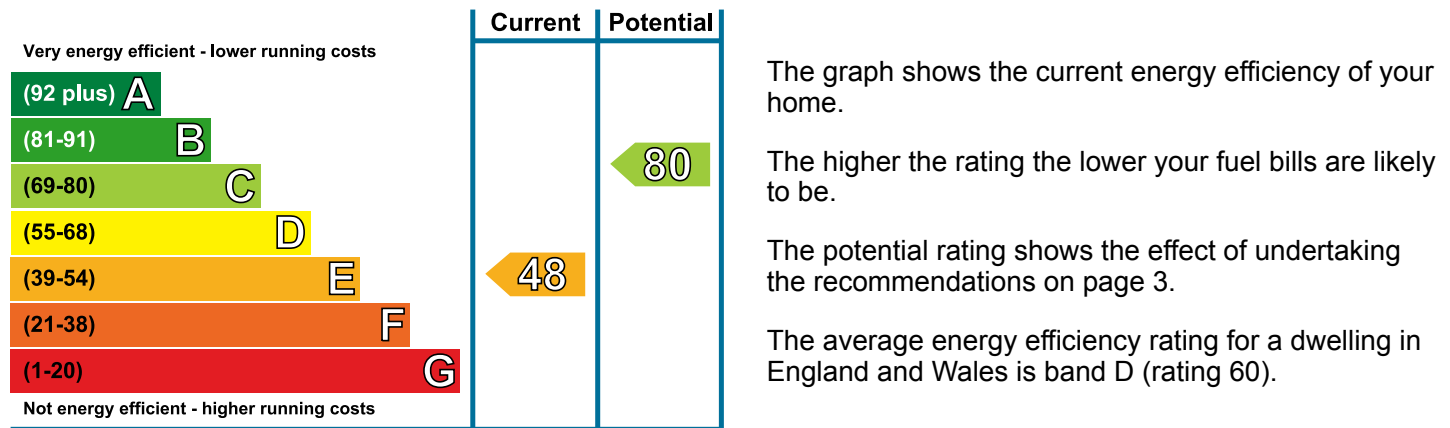 Current Potential
Very energy efficient - lower running costs
(92 plus) A
(81-91) B
(69-80) C
(55-68) D
(39-54) E
(21-38) F
(1-20) G
Not energy efficient - higher running costs
80
48
The graph shows the current energy efficiency of your
home.
The higher the rating the lower your fuel bills are likely
to be.
The potential rating shows the effect of undertaking
the recommendations on page 3.
The average energy efficiency rating for a dwelling in
England and Wales is band D (rating 60).